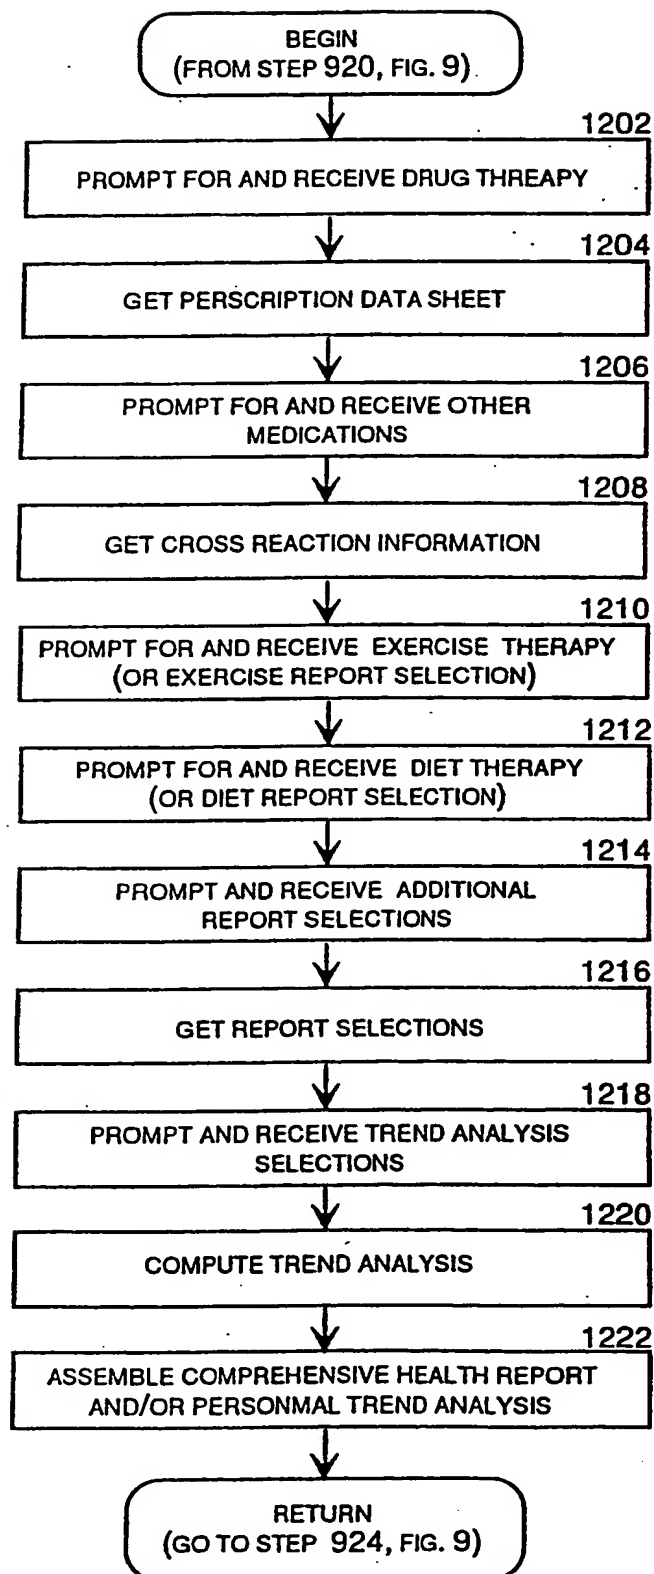 BEGIN
(FROM STEP 920, FIG. 9)
1202
PROMPT FOR AND RECEIVE DRUG THREAPY
1204
GET PERSCRIPTION DATA SHEET
1206
PROMPT FOR AND RECEIVE OTHER
MEDICATIONS
1208
GET CROSS REACTION INFORMATION
1210
PROMPT FOR AND RECEIVE EXERCISE THERAPY
(OR EXERCISE REPORT SELECTION)
1212
PROMPT FOR AND RECEIVE DIET THERAPY
(OR DIET REPORT SELECTION)
1214
PROMPT AND RECEIVE ADDITIONAL
REPORT SELECTIONS
1216
GET REPORT SELECTIONS
1218
PROMPT AND RECEIVE TREND ANALYSIS
SELECTIONS
1220
COMPUTE TREND ANALYSIS
1222
ASSEMBLE COMPREHENSIVE HEALTH REPORT
AND/OR PERSONMAL TREND ANALYSIS
RETURN
(GO TO STEP 924, FIG. 9)